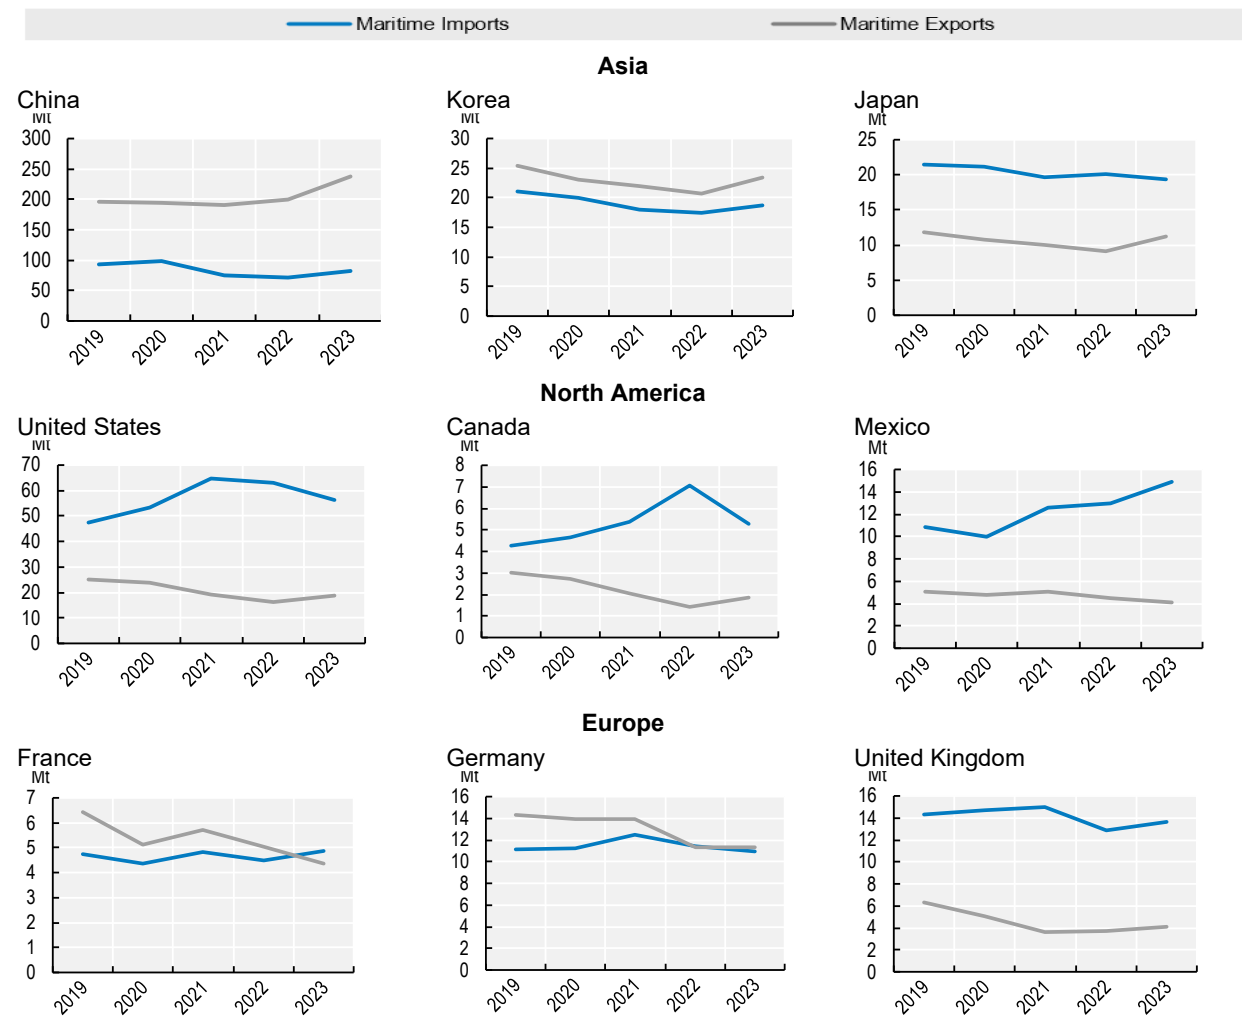 Maritime Imports Maritime Exports
Asia
China Korea Japan
Mt Mt Mt
300 30 25
250 25 20
200 20 15
150 15 10
100 10 5
50 5 0
0 0
2019 2020 2021 2022 2023 2019 2020 2021 2022 2023 2019 2020 2021 2022 2023
North America
United States Canada Mexico
Mt Mt Mt
70 8 16
60 7 14
50 6 12
40 5 10
30 4 8
20 3 6
10 2 4
0 1 2
0 0
2019 2020 2021 2022 2023 2019 2020 2021 2022 2023 2019 2020 2021 2022 2023
Europe
France Germany United Kingdom
Mt Mt Mt
7 16 16
6 14 14
5 12 12
4 10 10
3 8 8
2 6 6
1 4 4
0 2 2
0 0
2019 2020 2021 2022 2023 2019 2020 2021 2022 2023 2019 2020 2021 2022 2023